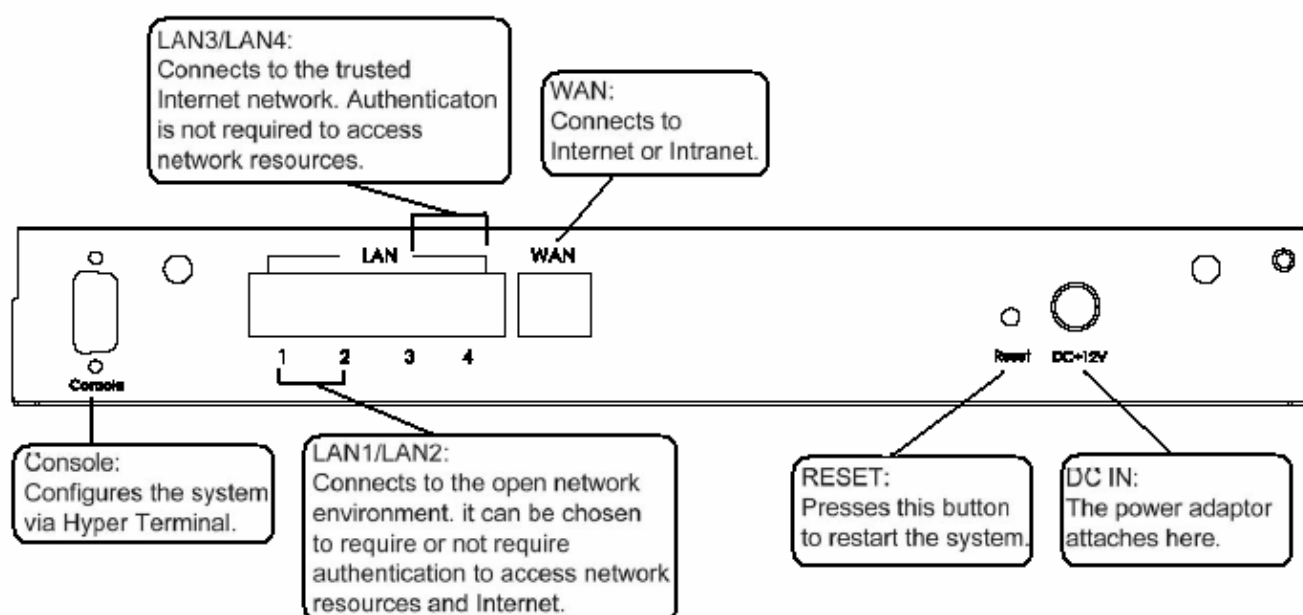 LAN3/LAN4:
Connects to the trusted
Internet network. Authenticaton
is not required to access
network resources.
WAN:
Connects to
Internet or Intranet.
LAN
WAN
1 2 3 4
Console
Reset
DC+12V
Console:
Configures the system
via Hyper Terminal.
LAN1/LAN2:
Connects to the open network
environment. it can be chosen
to require or not require
authentication to access network
resources and Internet.
RESET:
Presses this button
to restart the system.
DC IN:
The power adaptor
attaches here.